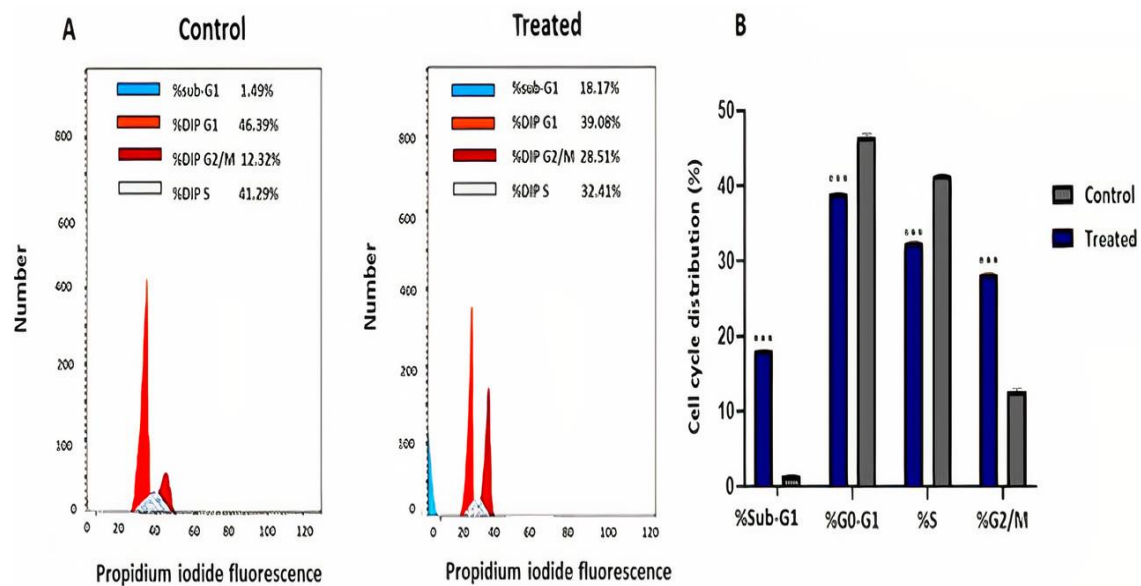 A
Control
%sub-G1 1.49%
%DIP G1 46.39%
%DIP G2/M 12.32%
%DIP S 41.29%
800
600
400
200
100
0
Number
0 20 40 60 80 100 120
Propidium iodide fluorescence
Treated
%sub-G1 18.17%
%DIP G1 39.08%
%DIP G2/M 28.51%
%DIP S 32.41%
800
600
400
200
100
0
Number
0 20 40 60 80 100 120
Propidium iodide fluorescence
B
50
40
30
20
10
0
Cell cycle distribution (%)
%Sub-G1 %G0-G1 %S %G2/M
Control
Treated